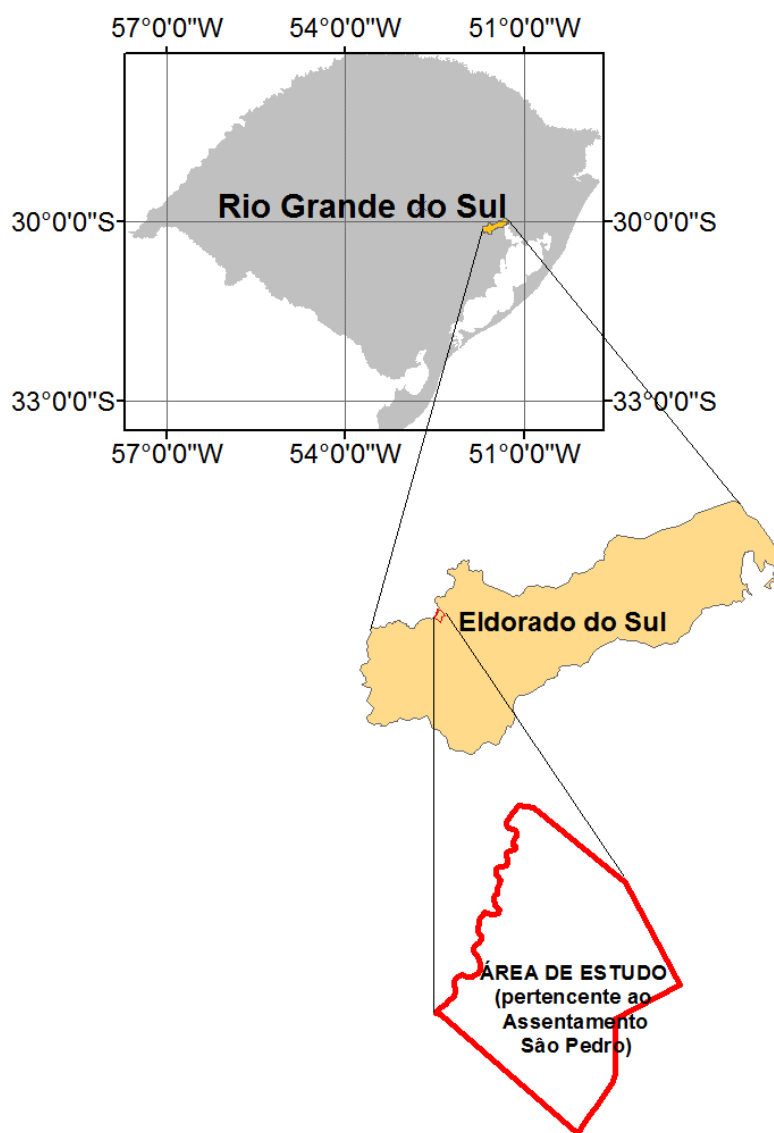 57°0'0"W 54°0'0"W 51°0'0"W
Rio Grande do Sul
30°0'0"S 30°0'0"S
33°0'0"S 33°0'0"S
57°0'0"W 54°0'0"W 51°0'0"W
Eldorado do Sul
ÁREA DE ESTUDO
(pertencente ao
Assentamento
Sâo Pedro)